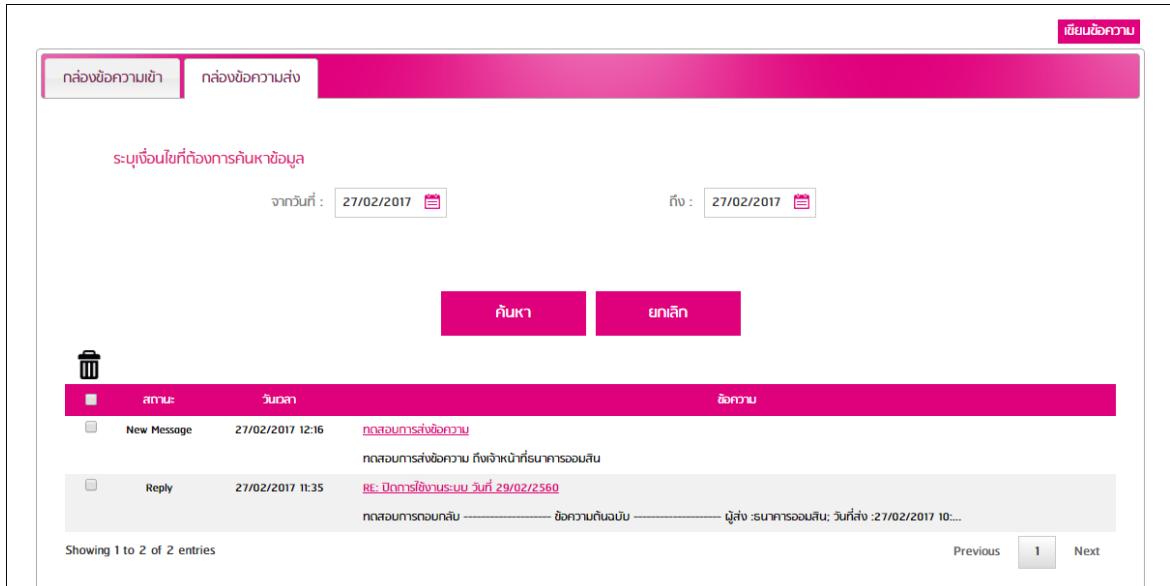 เขียนข้อความ
กล่องข้อความเข้า กล่องข้อความส่ง
ระบุเงื่อนไขที่ต้องการค้นหาข้อมูล
จากวันที่ : 27/02/2017 ถึง : 27/02/2017
ค้นหา ยกเลิก
สถานะ วันเวลา ข้อความ
New Message 27/02/2017 12:16 ทดสอบการส่งข้อความ
ทดสอบการส่งข้อความ ถึงเจ้าหน้าที่ธนาคารออมสิน
Reply 27/02/2017 11:35 RE: ปิดการใช้งานระบบ วันที่ 29/02/2560
ทดสอบการตอบกลับ -------------------- ข้อความต้นฉบับ -------------------- ผู้ส่ง :ธนาคารออมสิน; วันที่ส่ง :27/02/2017 10:...
Showing 1 to 2 of 2 entries Previous 1 Next